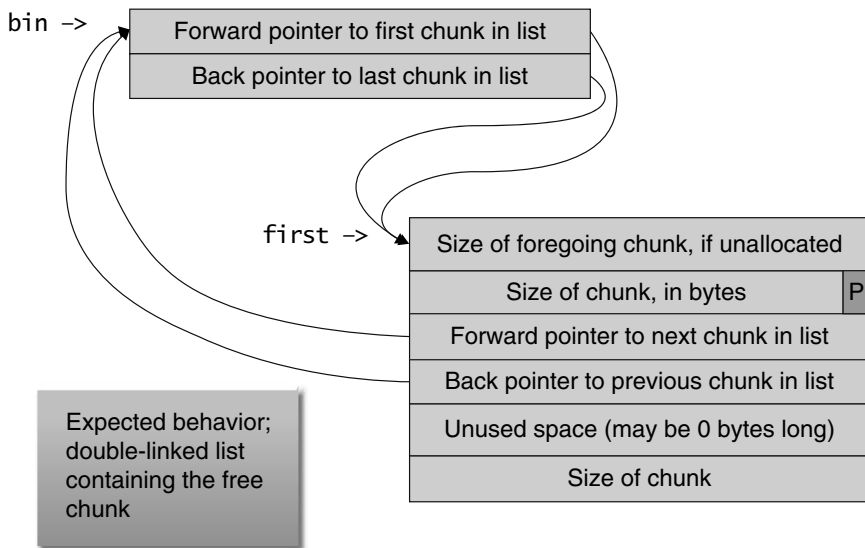 bin –>
Forward pointer to first chunk in list
Back pointer to last chunk in list
first –>
Size of foregoing chunk, if unallocated
Size of chunk, in bytes
P
Forward pointer to next chunk in list
Back pointer to previous chunk in list
Unused space (may be 0 bytes long)
Size of chunk
Expected behavior;
double-linked list
containing the free
chunk